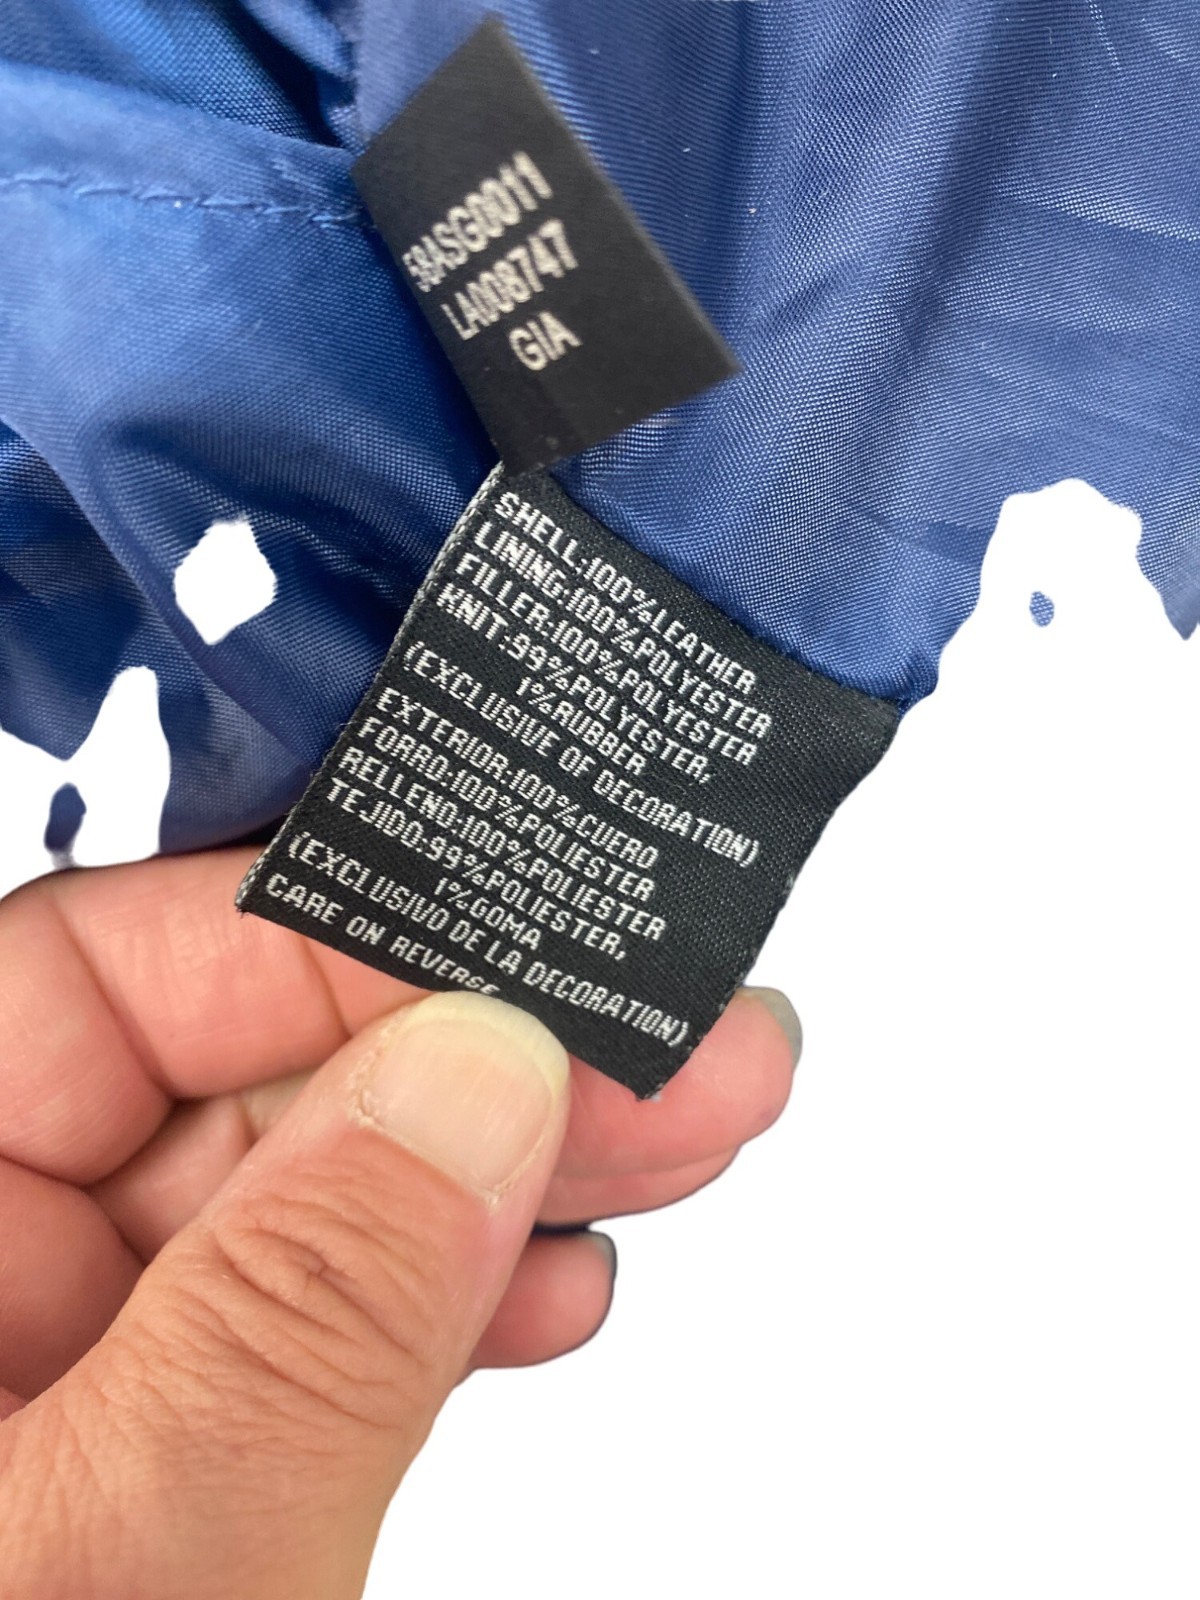 58ASG0011
LA008747
GIA
SHELL:100%LEATHER
LINING:100%POLYESTER
FILLER:100%POLYESTER
KNIT:99%POLYESTER,
1%RUBBER
(EXCLUSIVE OF DECORATION)
EXTERIOR:100%CUERO
FORRO:100%POLIESTER
RELLENO:100%POLIESTER
TEJIDO:99%POLIESTER,
1%GOMA
(EXCLUSIVO DE LA DECORATION)
CARE ON REVERSE